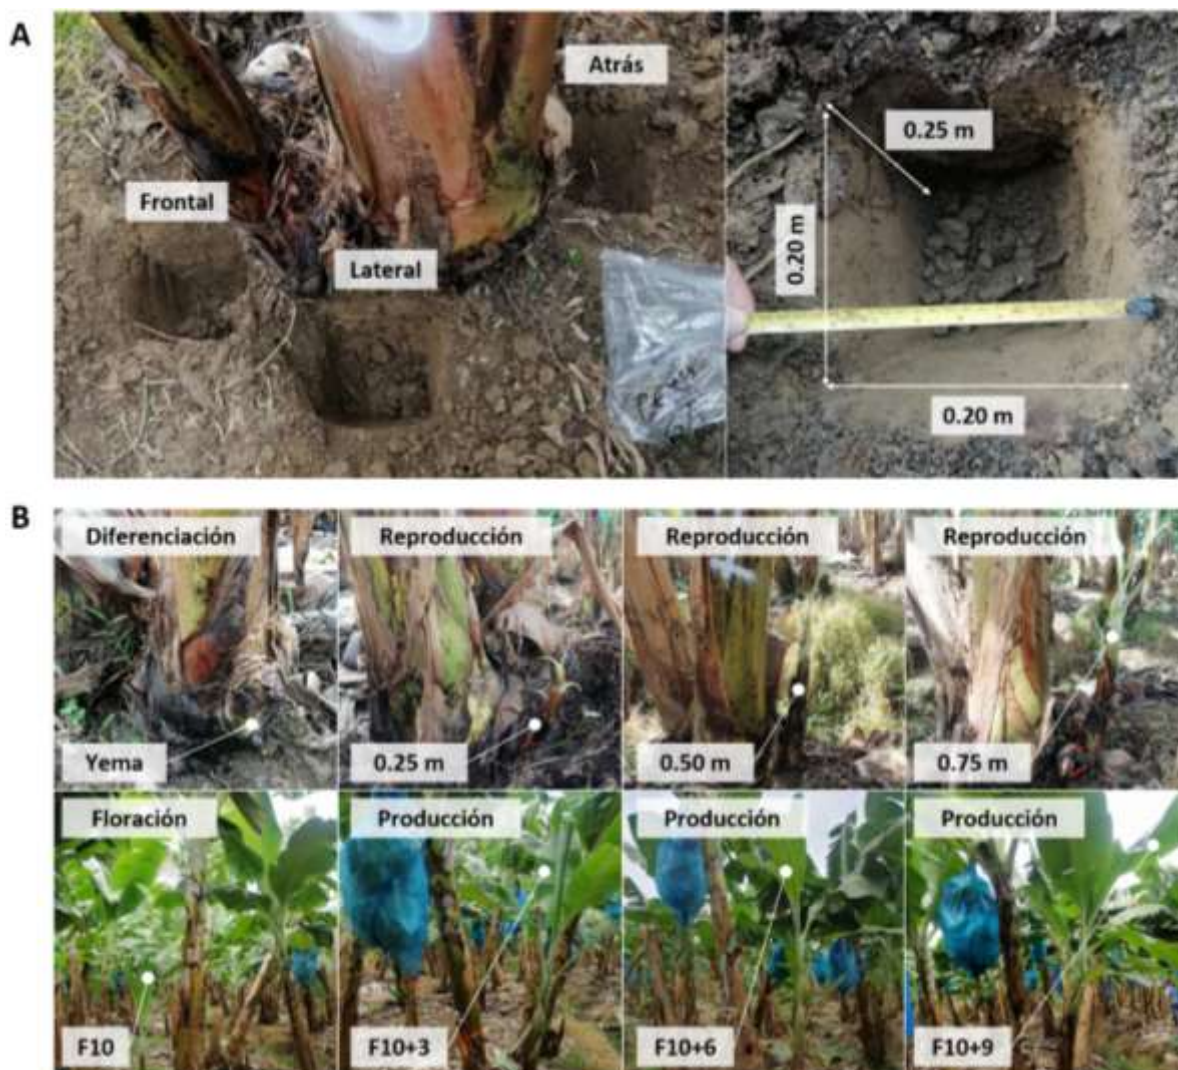 A
Atrás
Frontal
Lateral
0.25 m
0.20 m
0.20 m
B
Diferenciación
Reproducción
Reproducción
Reproducción
Yema
0.25 m
0.50 m
0.75 m
Floración
Producción
Producción
Producción
F10
F10+3
F10+6
F10+9